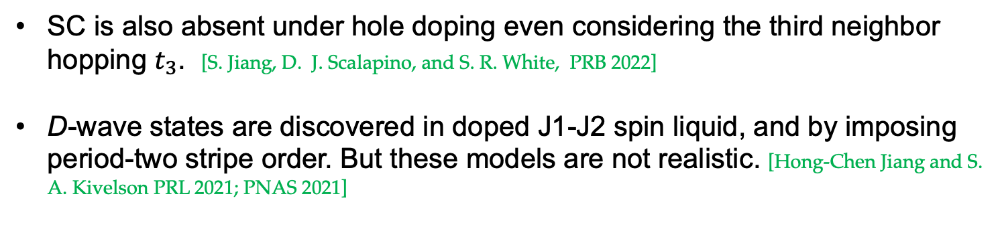 • SC is also absent under hole doping even considering the third neighbor
hopping t₃. [S. Jiang, D. J. Scalapino, and S. R. White, PRB 2022]
• D-wave states are discovered in doped J1-J2 spin liquid, and by imposing
period-two stripe order. But these models are not realistic. [Hong-Chen Jiang and S.
A. Kivelson PRL 2021; PNAS 2021]